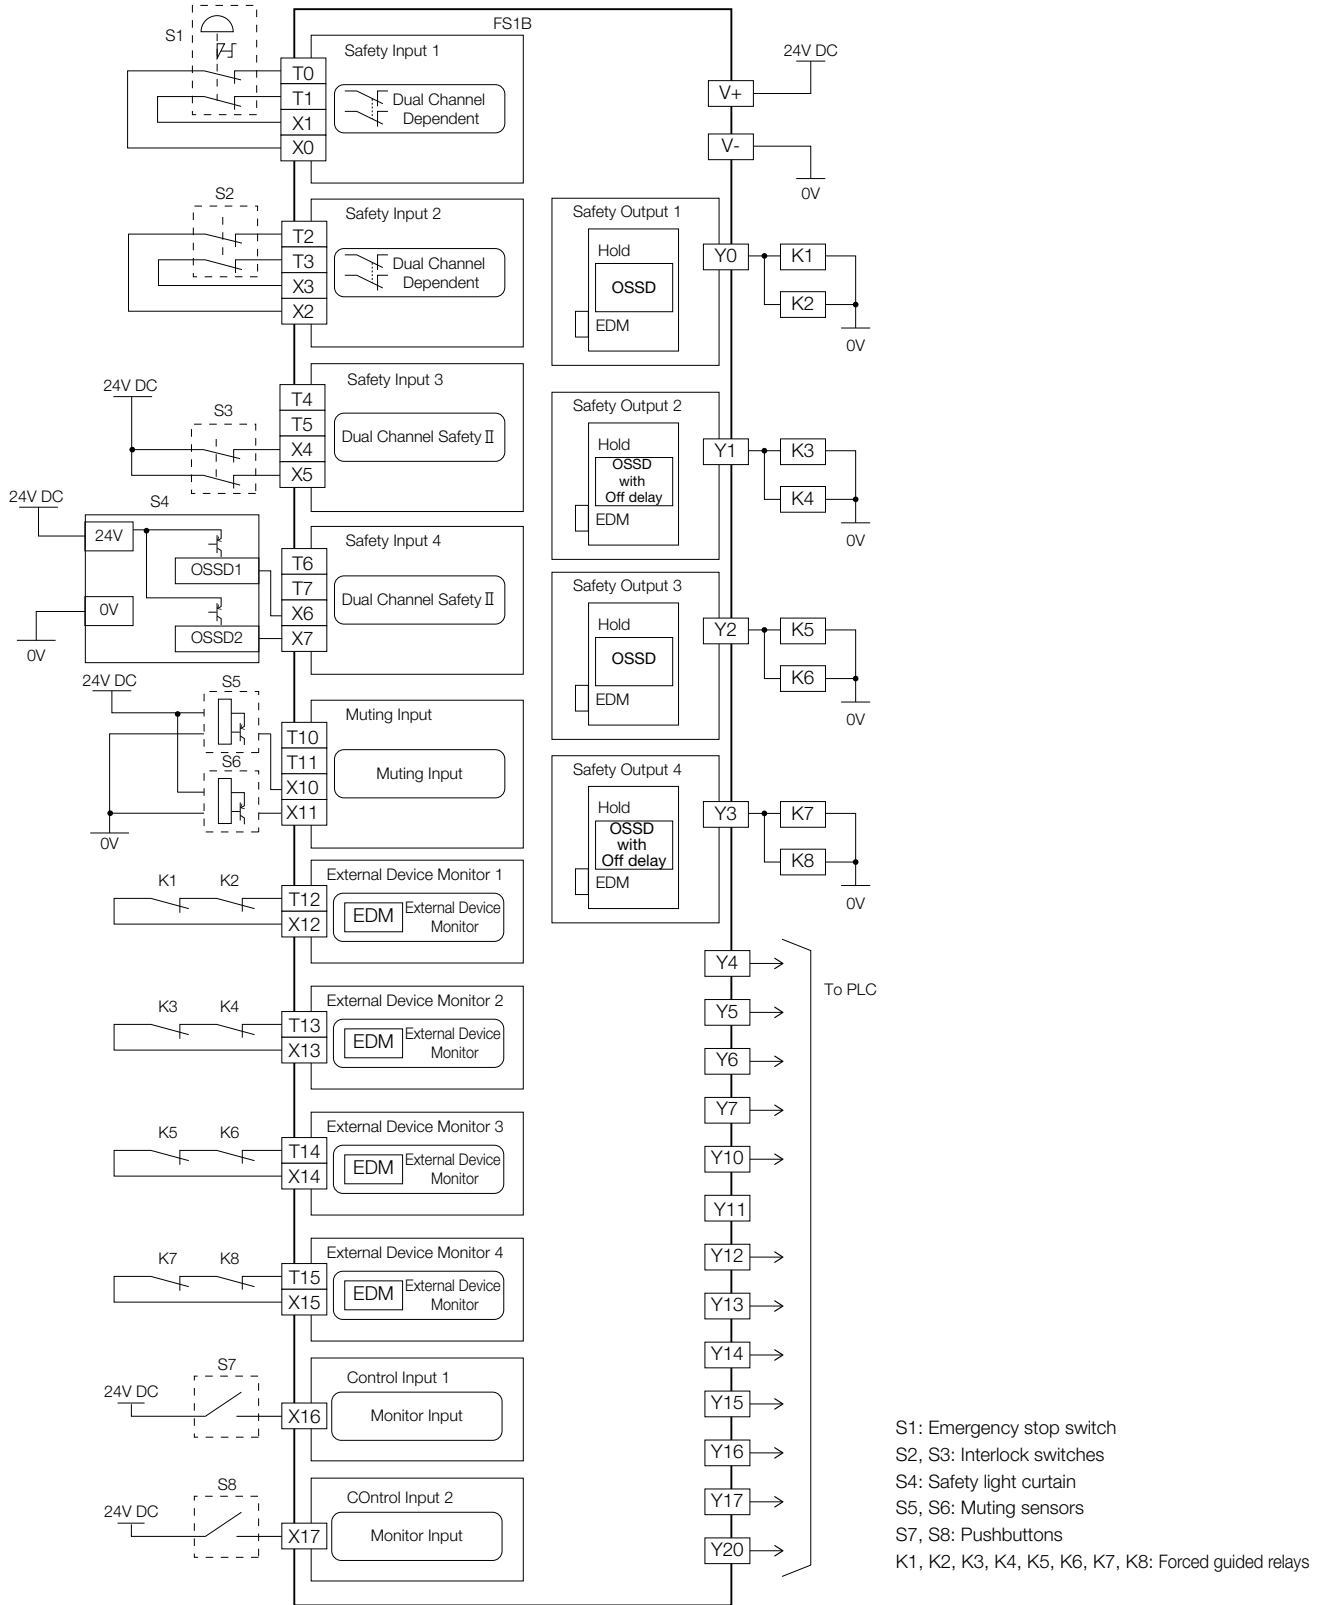 FS1B
S1
Safety Input 1
T0
T1
X1
X0
Dual Channel
Dependent
S2
Safety Input 2
T2
T3
X3
X2
Dual Channel
Dependent
24V DC
S3
Safety Input 3
T4
T5
X4
X5
Dual Channel Safety Ⅱ
24V DC
S4
24V
OSSD1
0V
OSSD2
0V
Safety Input 4
T6
T7
X6
X7
Dual Channel Safety Ⅱ
24V DC
S5
S6
0V
Muting Input
T10
T11
X10
X11
Muting Input
K1 K2
External Device Monitor 1
T12
X12
EDM
External Device
Monitor
K3 K4
External Device Monitor 2
T13
X13
EDM
External Device
Monitor
K5 K6
External Device Monitor 3
T14
X14
EDM
External Device
Monitor
K7 K8
External Device Monitor 4
T15
X15
EDM
External Device
Monitor
24V DC
S7
Control Input 1
X16
Monitor Input
24V DC
S8
COntrol Input 2
X17
Monitor Input
24V DC
V+
V-
0V
Safety Output 1
Hold
OSSD
EDM
Y0
K1
K2
0V
Safety Output 2
Hold
OSSD
with
Off delay
EDM
Y1
K3
K4
0V
Safety Output 3
Hold
OSSD
EDM
Y2
K5
K6
0V
Safety Output 4
Hold
OSSD
with
Off delay
EDM
Y3
K7
K8
0V
Y4
To PLC
Y5
Y6
Y7
Y10
Y11
Y12
Y13
Y14
Y15
Y16
Y17
Y20
S1: Emergency stop switch
S2, S3: Interlock switches
S4: Safety light curtain
S5, S6: Muting sensors
S7, S8: Pushbuttons
K1, K2, K3, K4, K5, K6, K7, K8: Forced guided relays